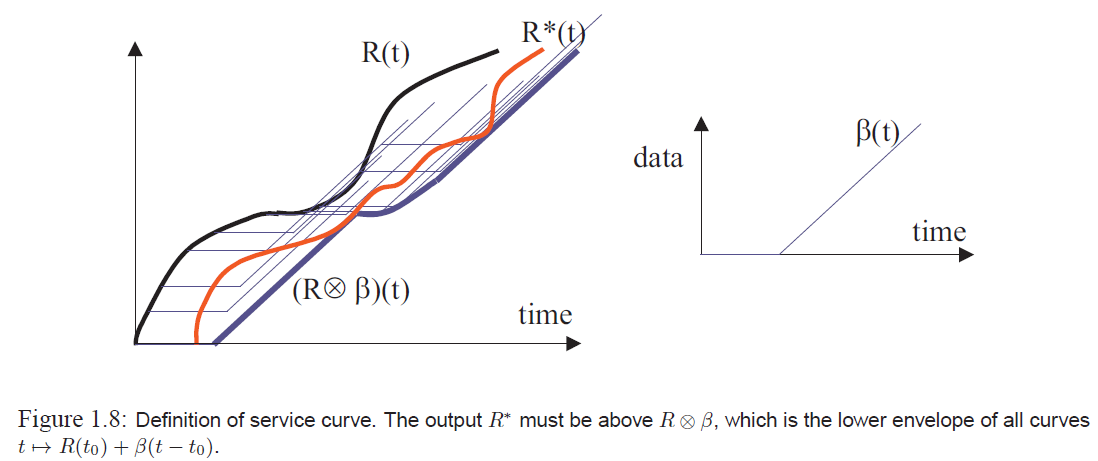 R*(t)
R(t)
β(t)
data
time
(R⊗ β)(t)
time
Figure 1.8: Definition of service curve. The output R* must be above R ⊗ β, which is the lower envelope of all curves
t ↦ R(t₀) + β(t − t₀).